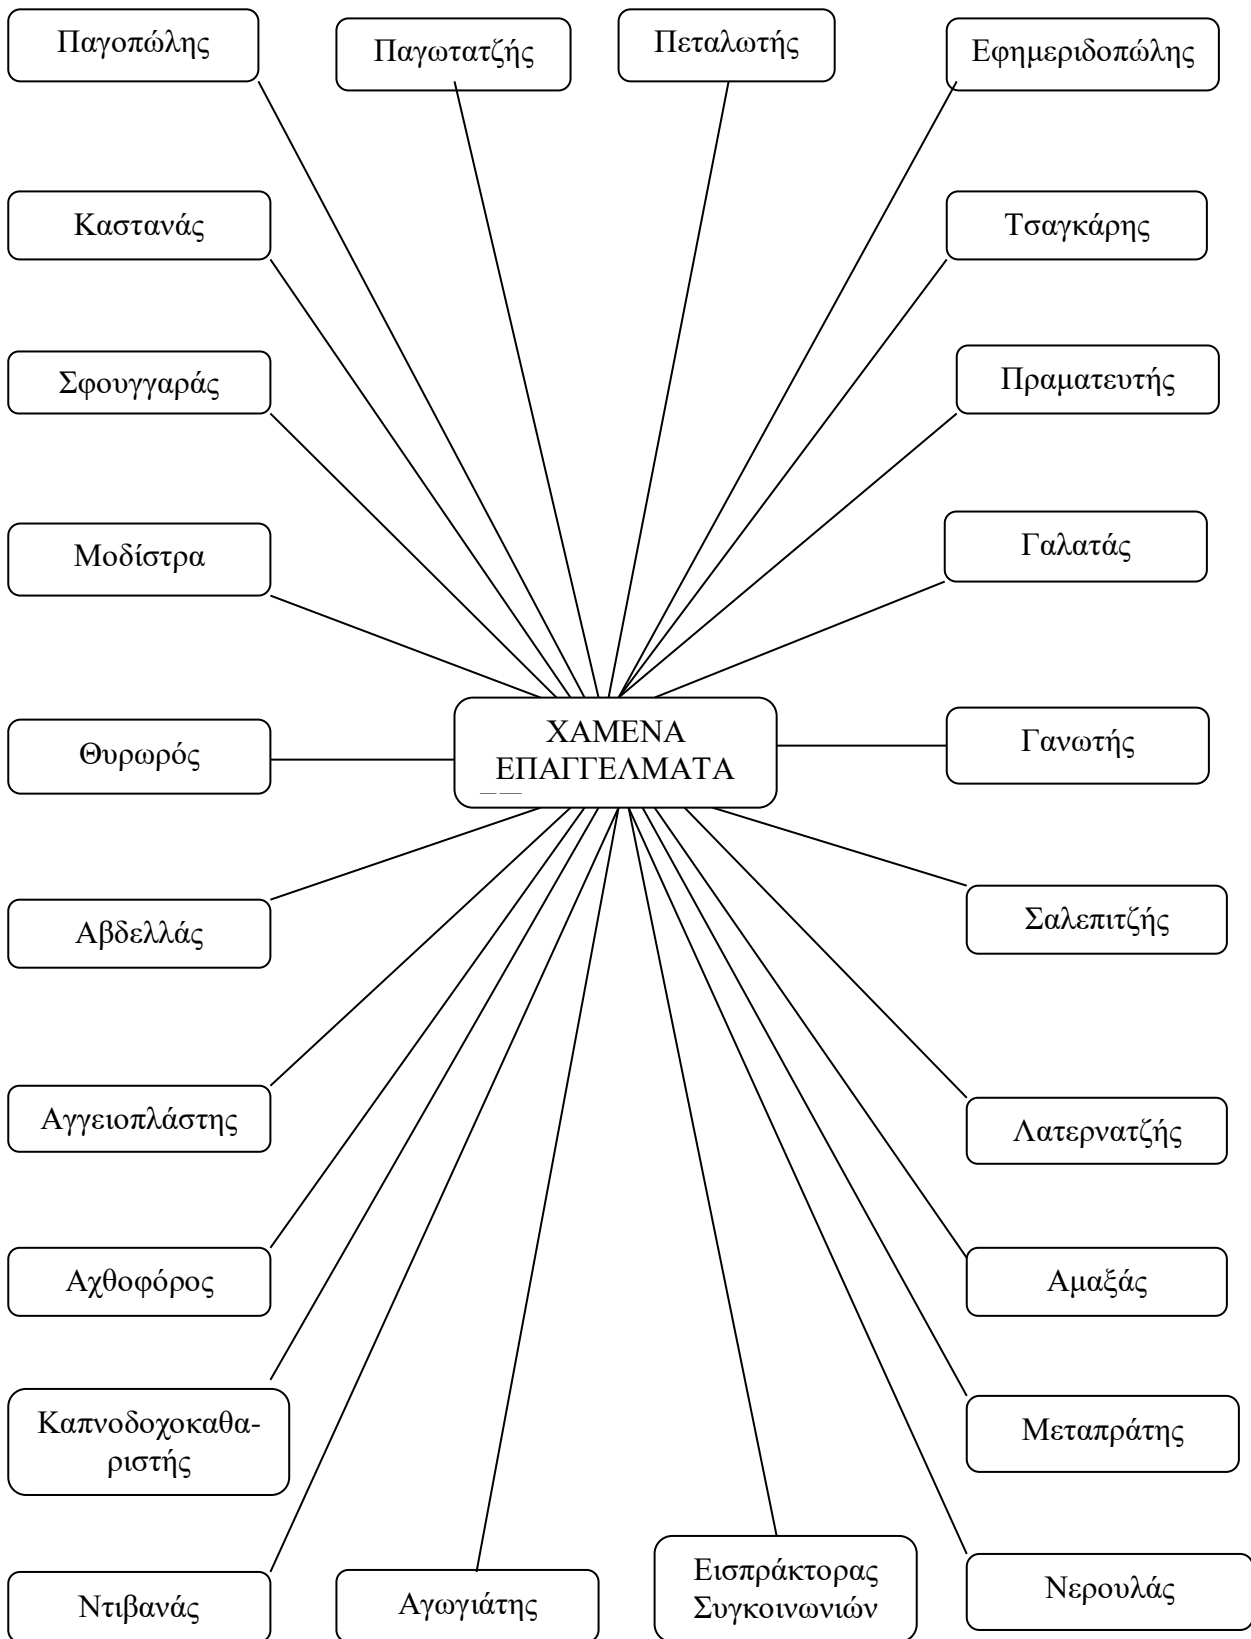 Παγοπώλης
Παγωτατζής
Πεταλωτής
Εφημεριδοπώλης
Καστανάς
Τσαγκάρης
Σφουγγαράς
Πραματευτής
Μοδίστρα
Γαλατάς
Θυρωρός
ΧΑΜΕΝΑ
ΕΠΑΓΓΕΛΜΑΤΑ
Γανωτής
Αβδελλάς
Σαλεπιτζής
Αγγειοπλάστης
Λατερνατζής
Αχθοφόρος
Αμαξάς
Καπνοδοχοκαθα-
ριστής
Μεταπράτης
Ντιβανάς
Αγωγιάτης
Εισπράκτορας
Συγκοινωνιών
Νερουλάς